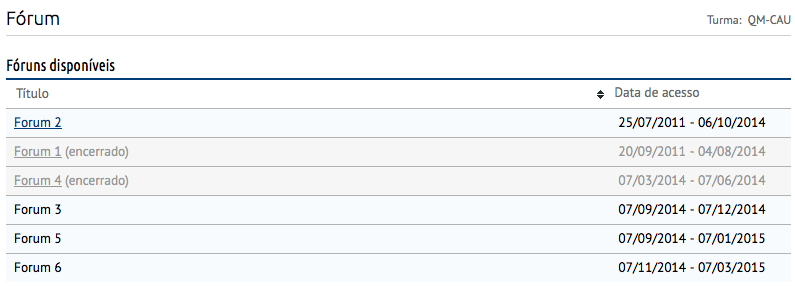 Fórum Turma: QM-CAU
Fóruns disponíveis
Título Data de acesso
Forum 2 25/07/2011 - 06/10/2014
Forum 1 (encerrado) 20/09/2011 - 04/08/2014
Forum 4 (encerrado) 07/03/2014 - 07/06/2014
Forum 3 07/09/2014 - 07/12/2014
Forum 5 07/09/2014 - 07/01/2015
Forum 6 07/11/2014 - 07/03/2015